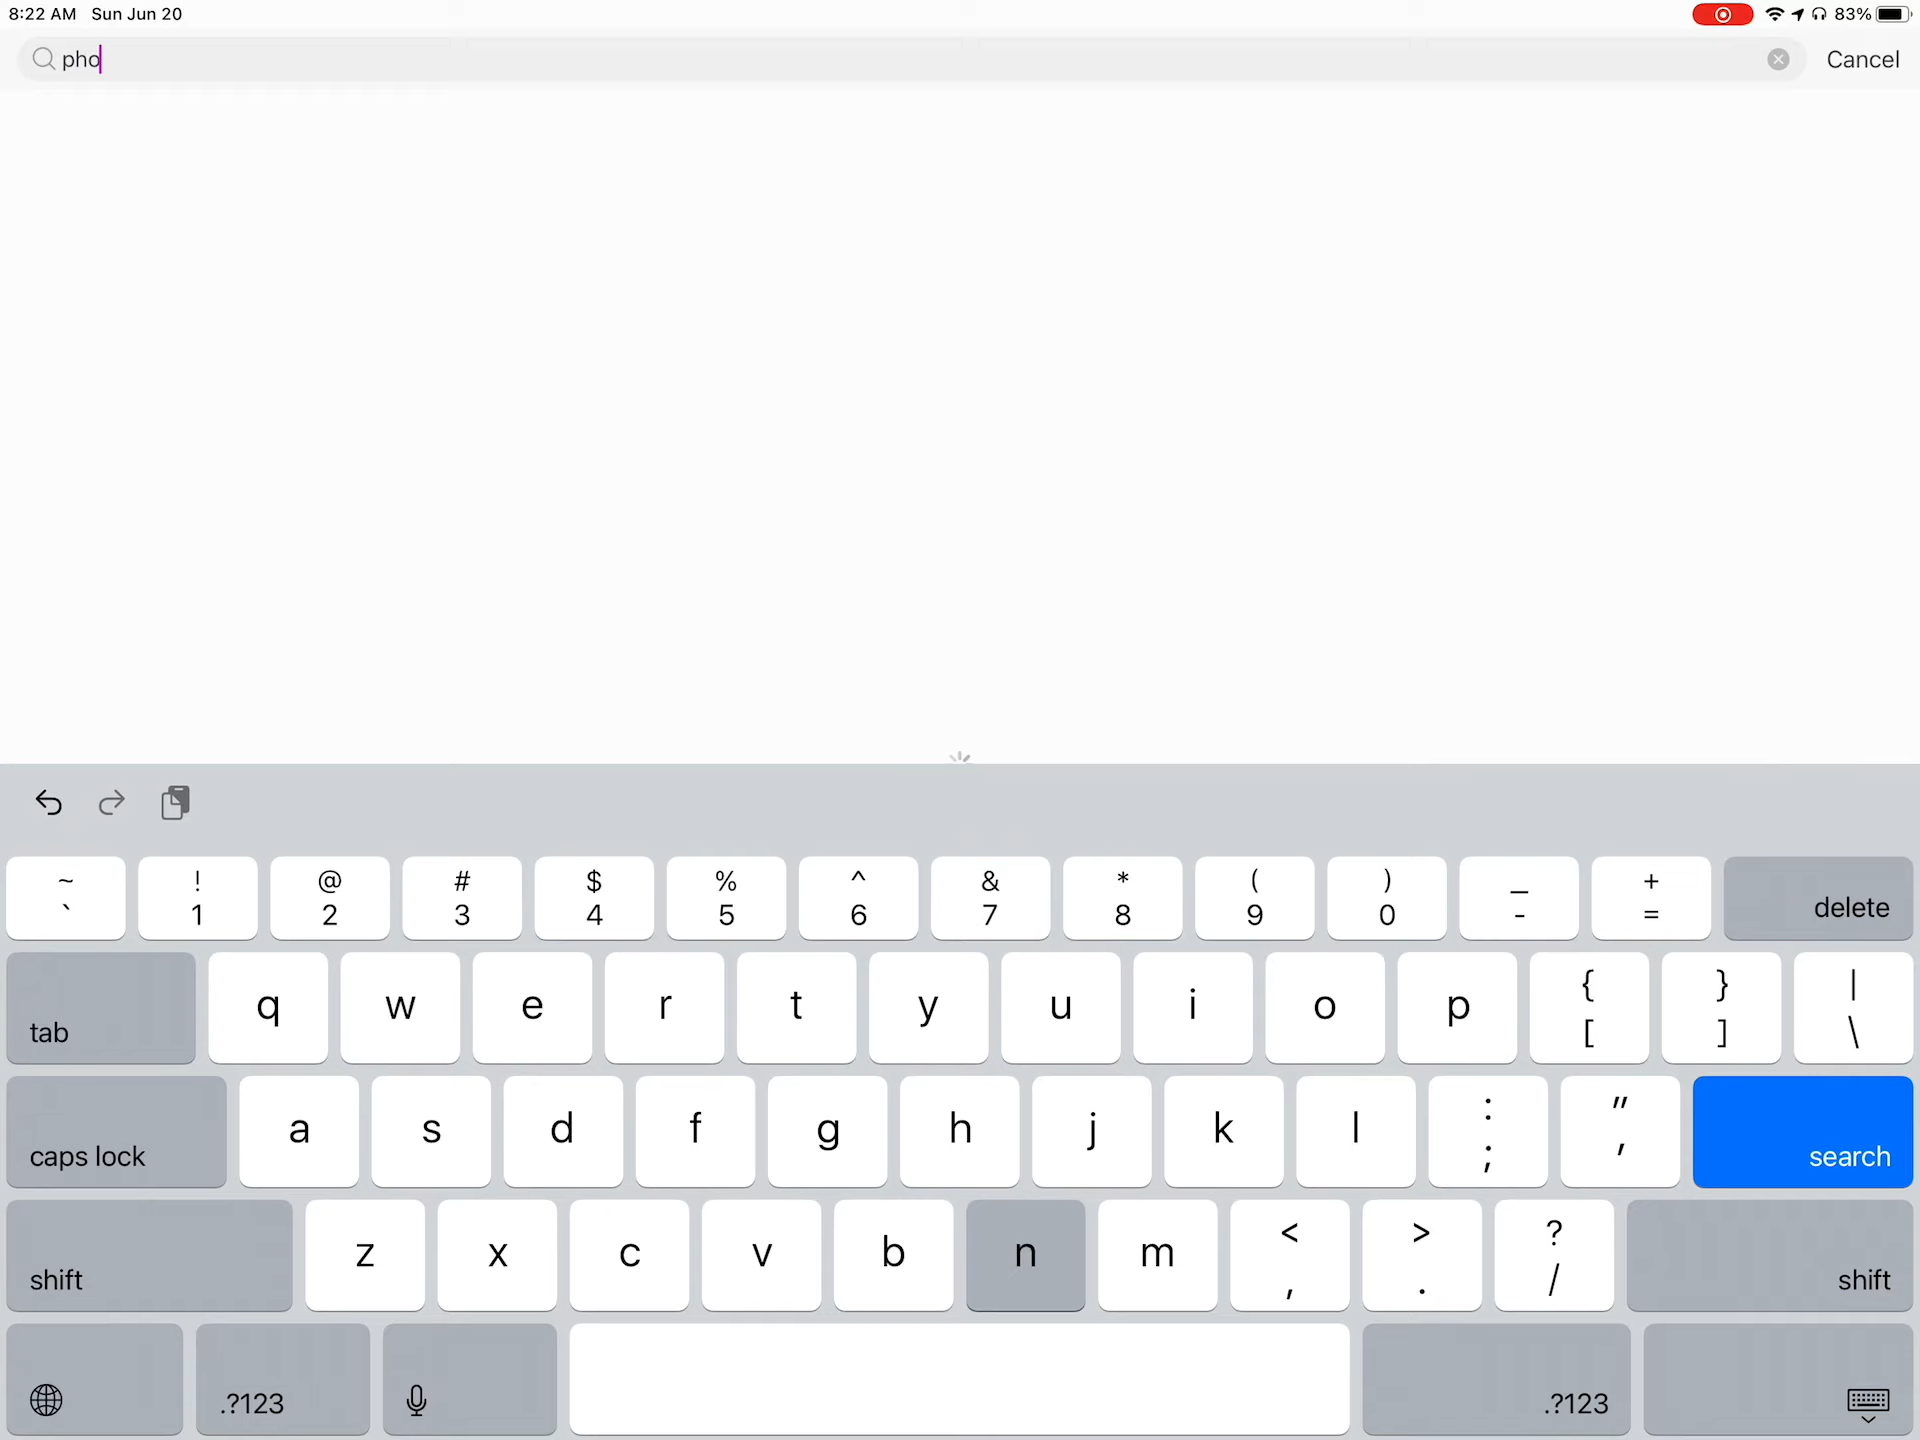 8:22 AM Sun Jun 20 83%
pho Cancel
~ ! @ # $ % ^ & * ( ) _ +
` 1 2 3 4 5 6 7 8 9 0 - = delete
tab q w e r t y u i o p { [ } ] | \
caps lock a s d f g h j k l : ; " ' search
shift z x c v b n m < , > . ? / shift
.?123 .?123